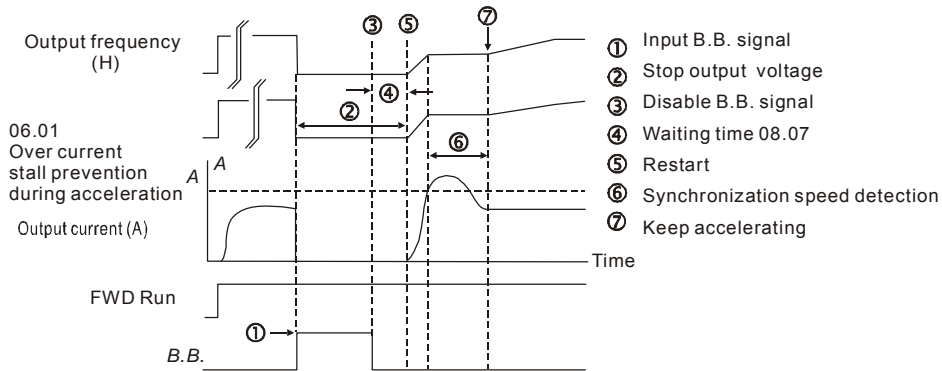 Output frequency
(H)
06.01
Over current
stall prevention
during acceleration
A
A
Output current (A)
FWD Run
B.B.
①
②
③
④
⑤
⑥
⑦
Time
① Input B.B. signal
② Stop output voltage
③ Disable B.B. signal
④ Waiting time 08.07
⑤ Restart
⑥ Synchronization speed detection
⑦ Keep accelerating